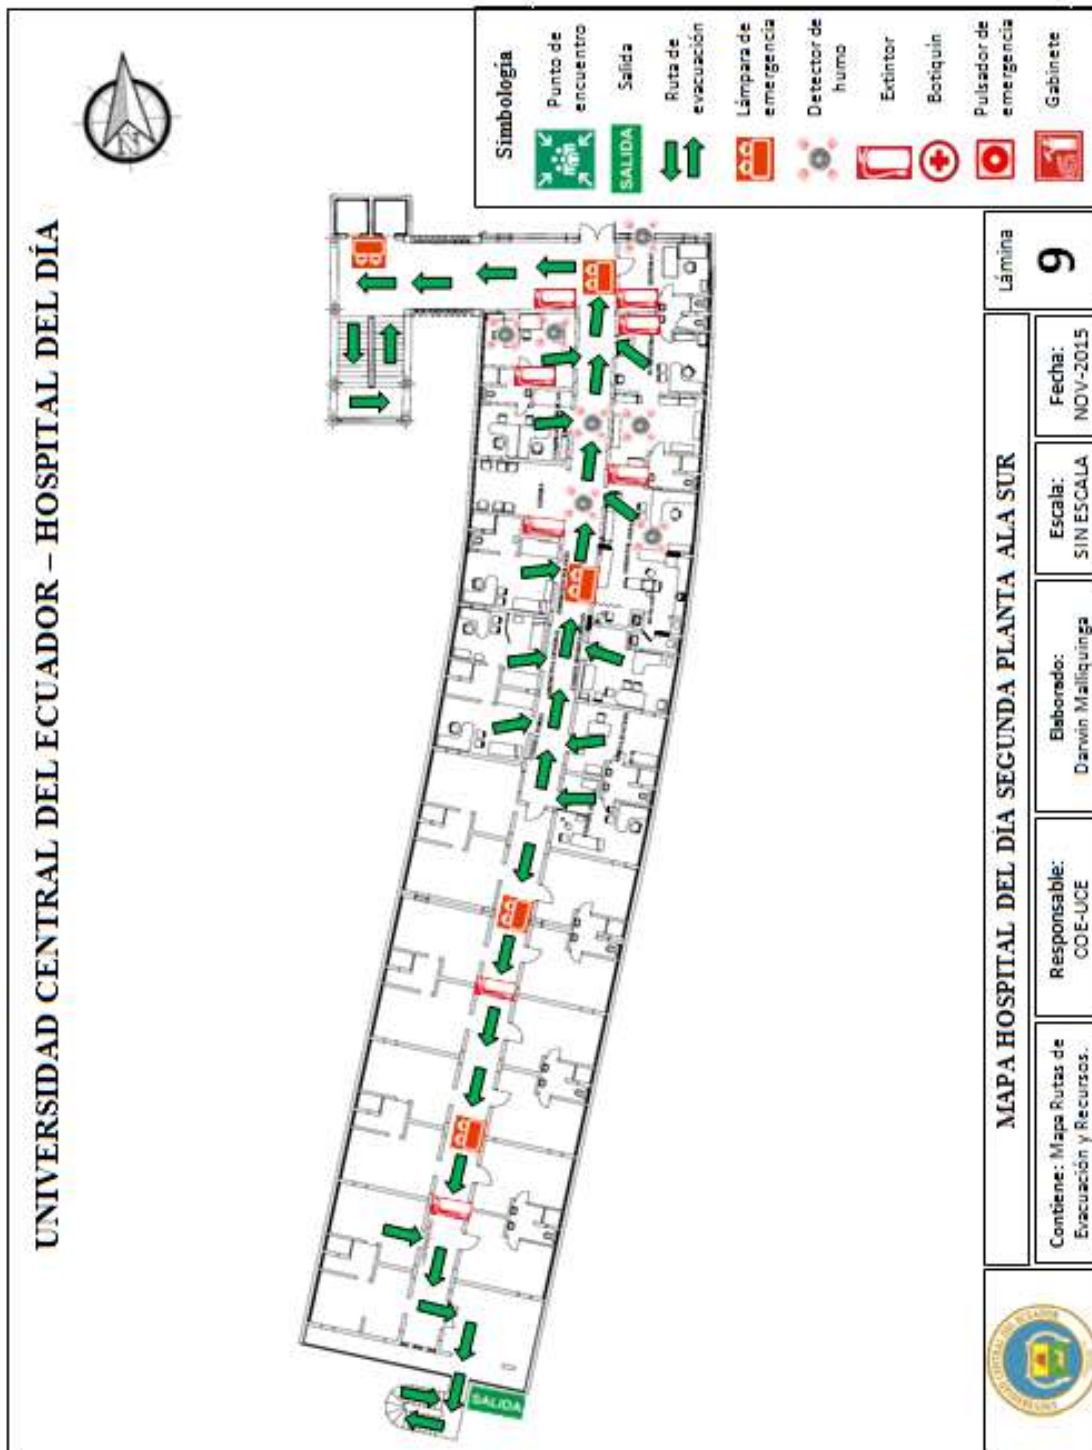 UNIVERSIDAD CENTRAL DEL ECUADOR – HOSPITAL DEL DÍA
Simbología
Punto de
encuentro
SALIDA
Salida
Ruta de
evacuación
Lámpara de
emergencia
Detector de
humo
Extintor
Botiquín
Pulsador de
emergencia
Gabinete
N
SALIDA
MAPA HOSPITAL DEL DÍA SEGUNDA PLANTA ALA SUR
Lámina
9
Contiene: Mapa Rutas de
Evacuación y Recursos.
Responsable:
COE-UCE
Elaborado:
Darwin Malliquinga
Escala:
SIN ESCALA
Fecha:
NOV-2015